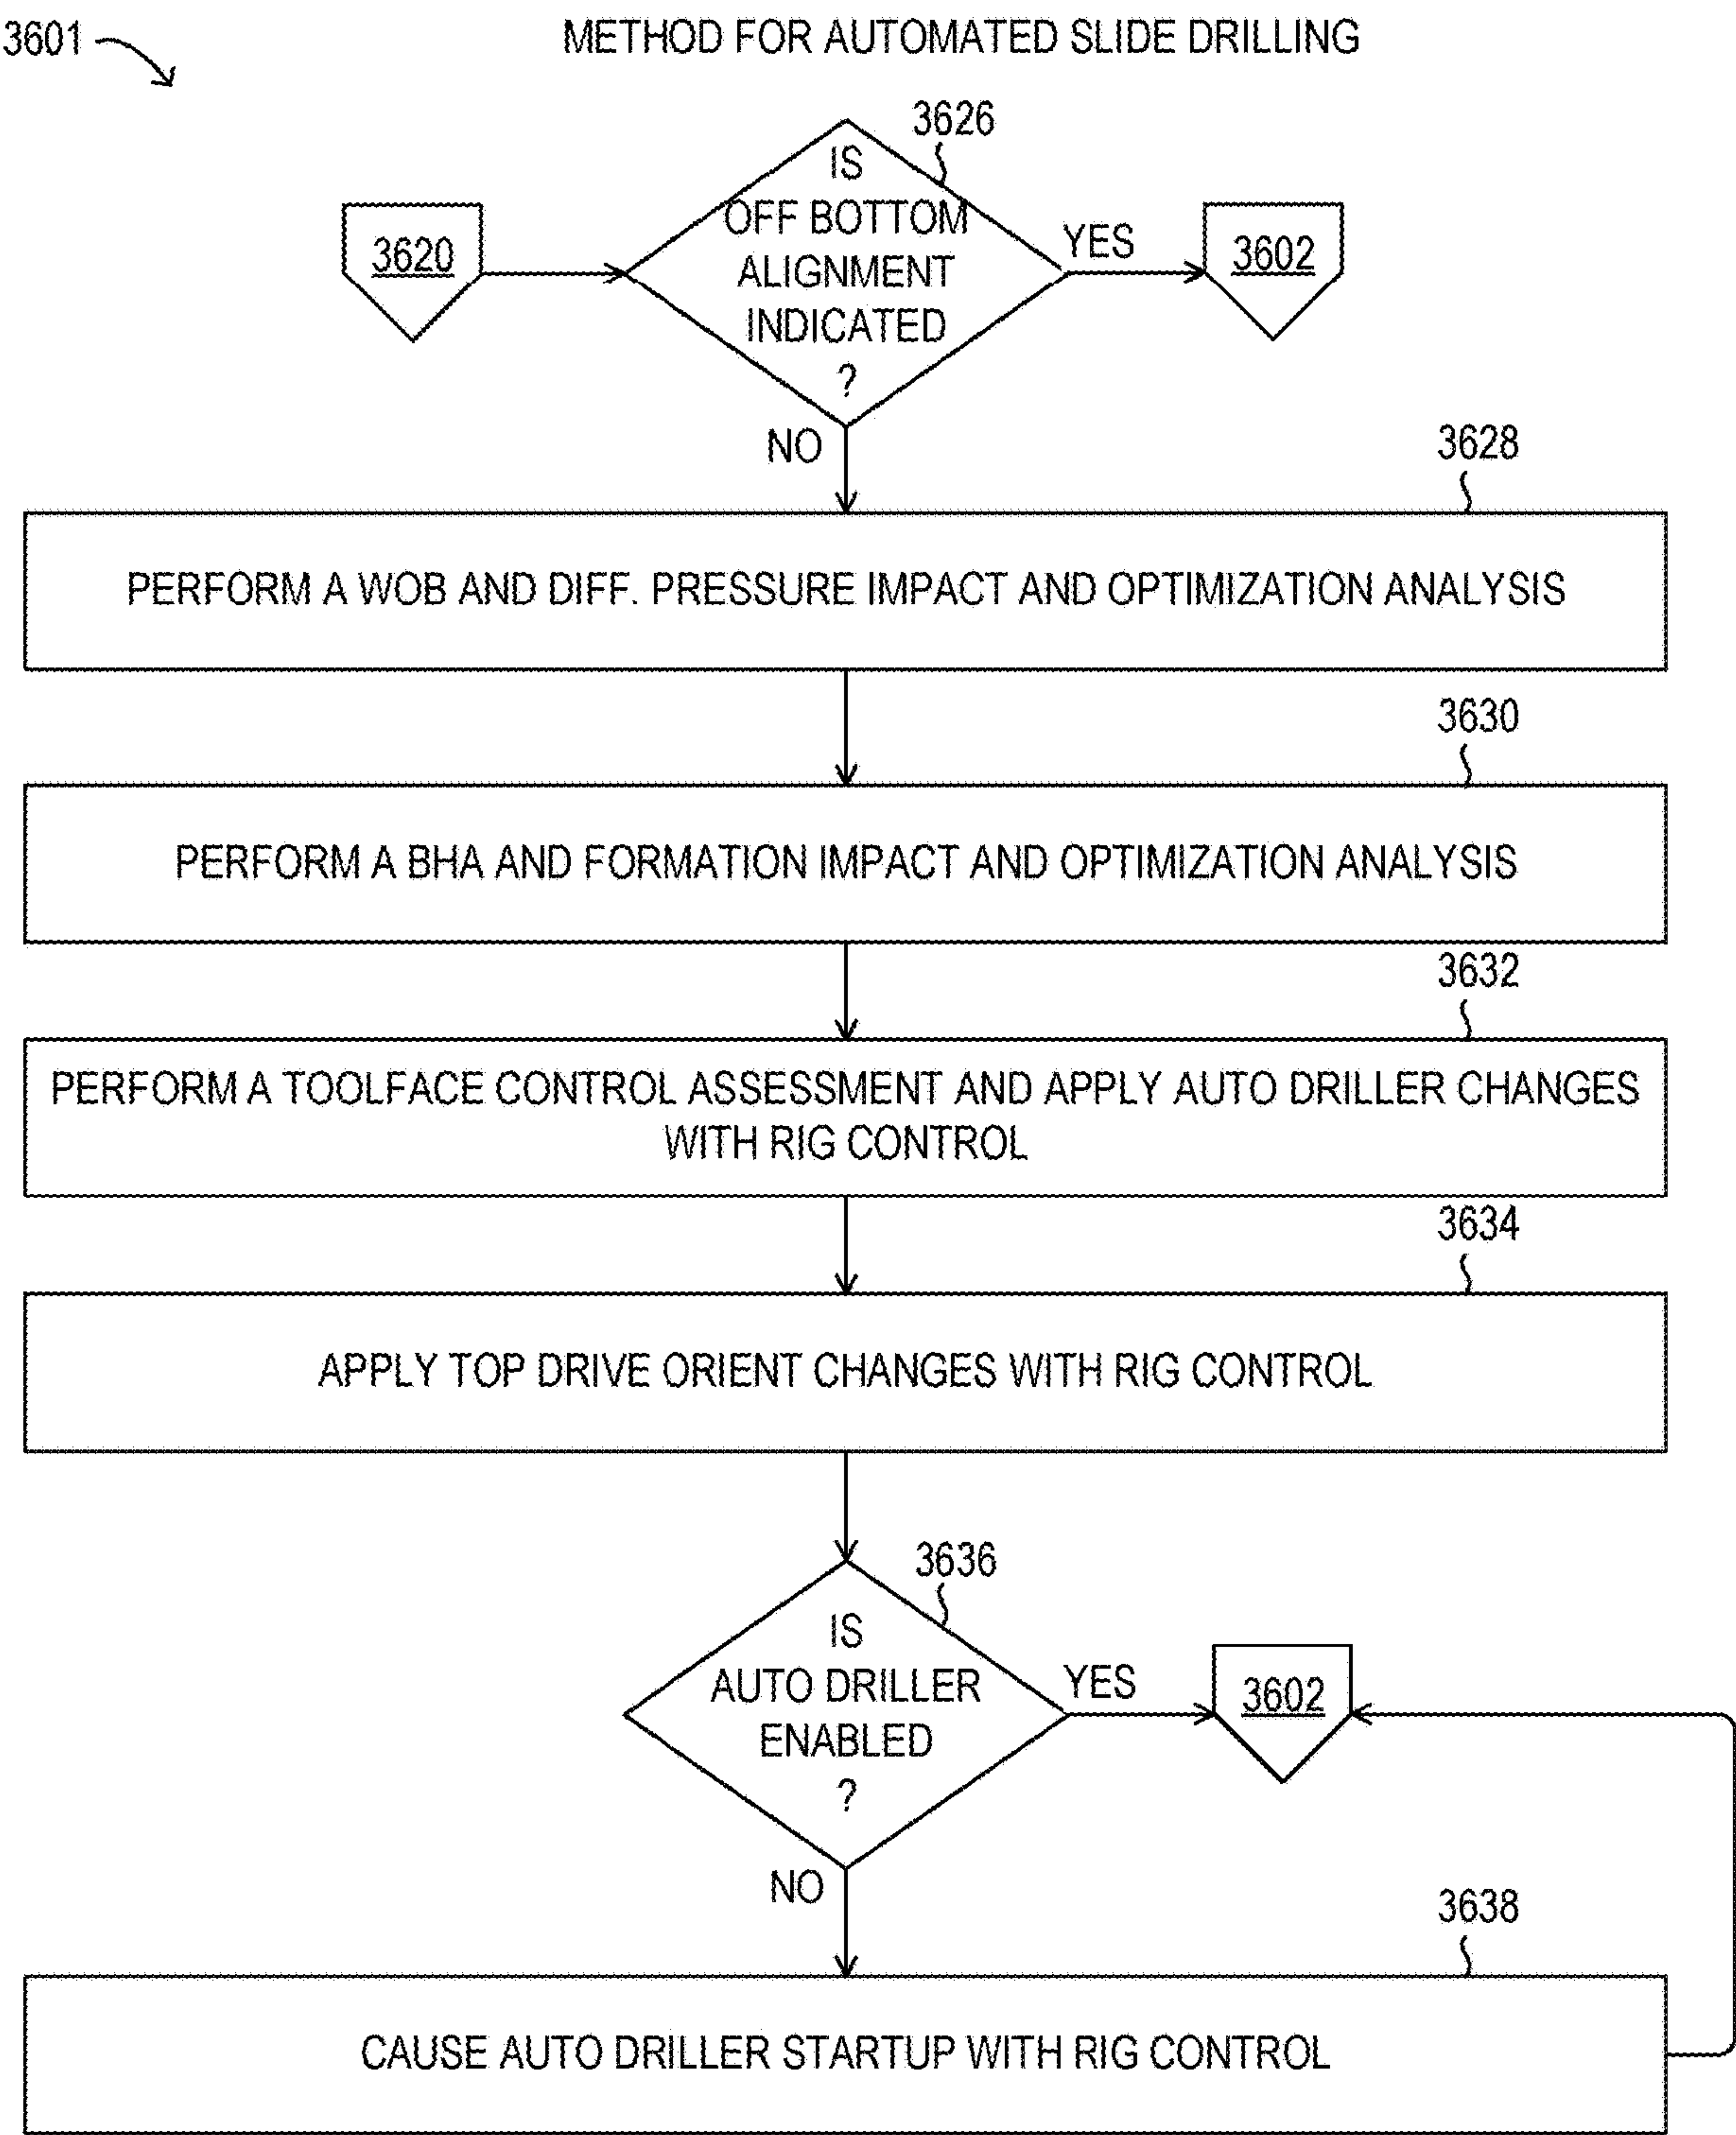 3601
METHOD FOR AUTOMATED SLIDE DRILLING
3626
IS
OFF BOTTOM
ALIGNMENT
INDICATED
?
3620
YES
3602
NO
3628
PERFORM A WOB AND DIFF. PRESSURE IMPACT AND OPTIMIZATION ANALYSIS
3630
PERFORM A BHA AND FORMATION IMPACT AND OPTIMIZATION ANALYSIS
3632
PERFORM A TOOLFACE CONTROL ASSESSMENT AND APPLY AUTO DRILLER CHANGES
WITH RIG CONTROL
3634
APPLY TOP DRIVE ORIENT CHANGES WITH RIG CONTROL
3636
IS
AUTO DRILLER
ENABLED
?
YES
3602
NO
3638
CAUSE AUTO DRILLER STARTUP WITH RIG CONTROL